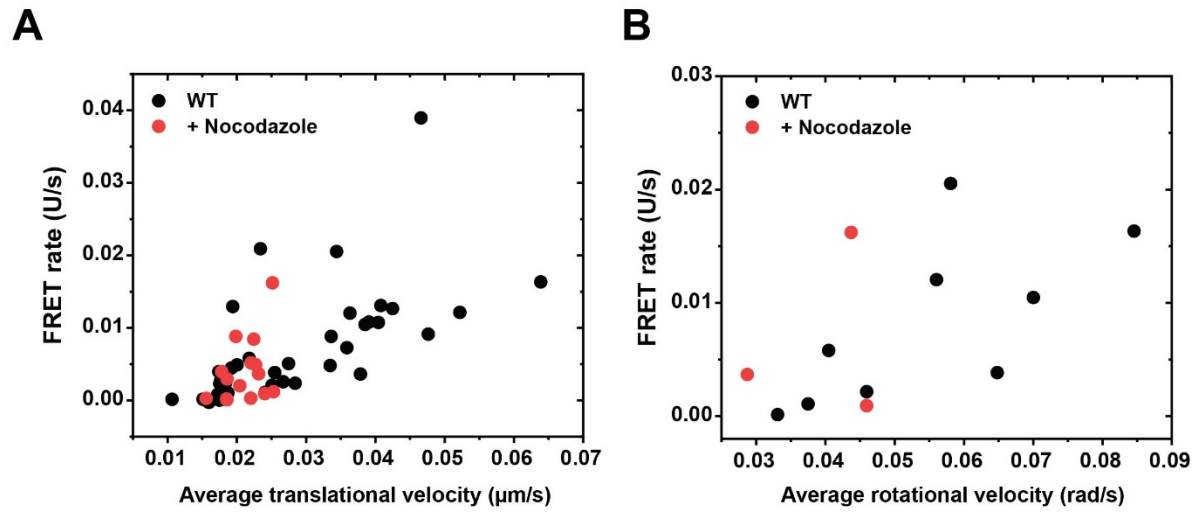 A
WT
+ Nocodazole
0.04
0.03
0.02
0.01
0.00
FRET rate (U/s)
0.01 0.02 0.03 0.04 0.05 0.06 0.07
Average translational velocity (µm/s)
B
0.03
WT
+ Nocodazole
0.02
0.01
0.00
FRET rate (U/s)
0.03 0.04 0.05 0.06 0.07 0.08 0.09
Average rotational velocity (rad/s)